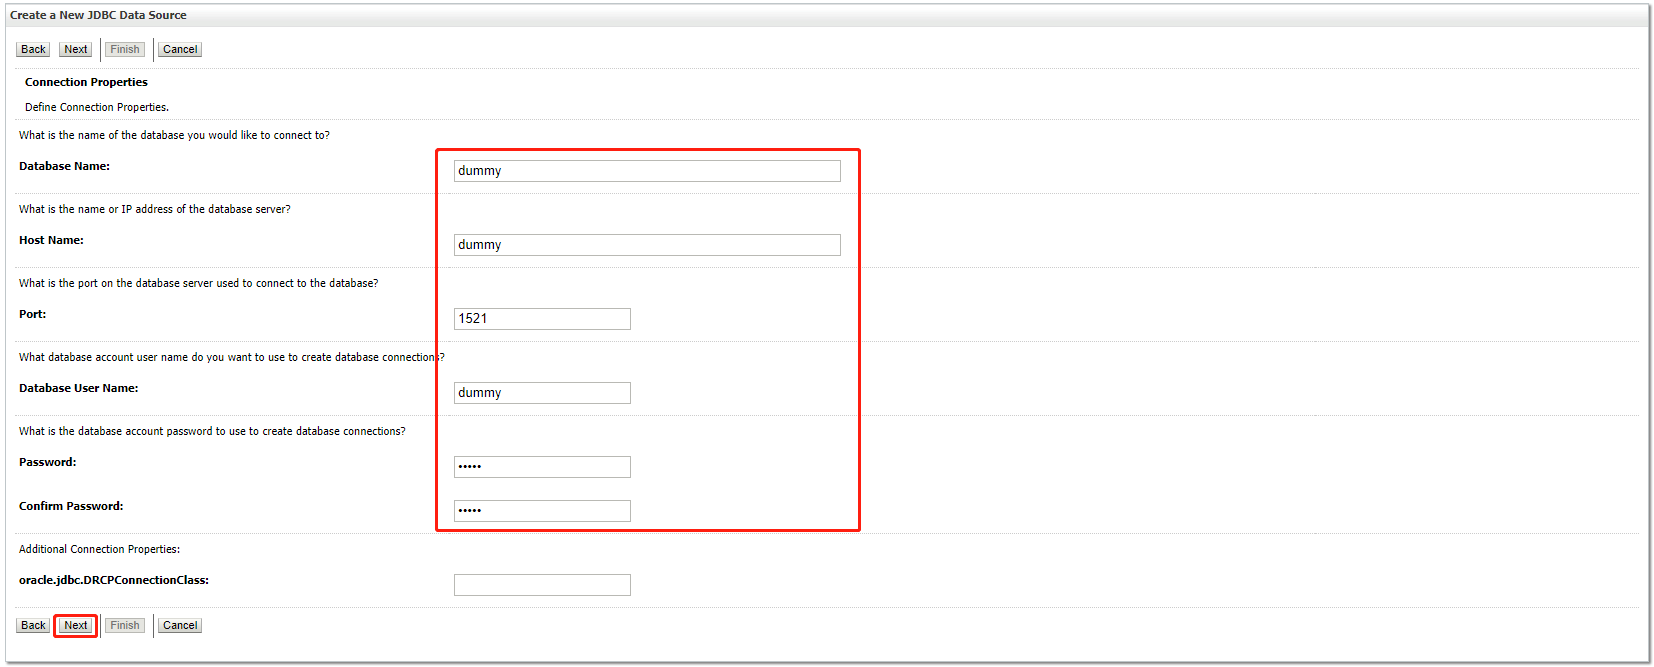 Create a New JDBC Data Source
Back Next Finish Cancel
Connection Properties
Define Connection Properties.
What is the name of the database you would like to connect to?
Database Name: dummy
What is the name or IP address of the database server?
Host Name: dummy
What is the port on the database server used to connect to the database?
Port: 1521
What database account user name do you want to use to create database connections?
Database User Name: dummy
What is the database account password to use to create database connections?
Password: •••••
Confirm Password: •••••
Additional Connection Properties:
oracle.jdbc.DRCPConnectionClass:
Back Next Finish Cancel